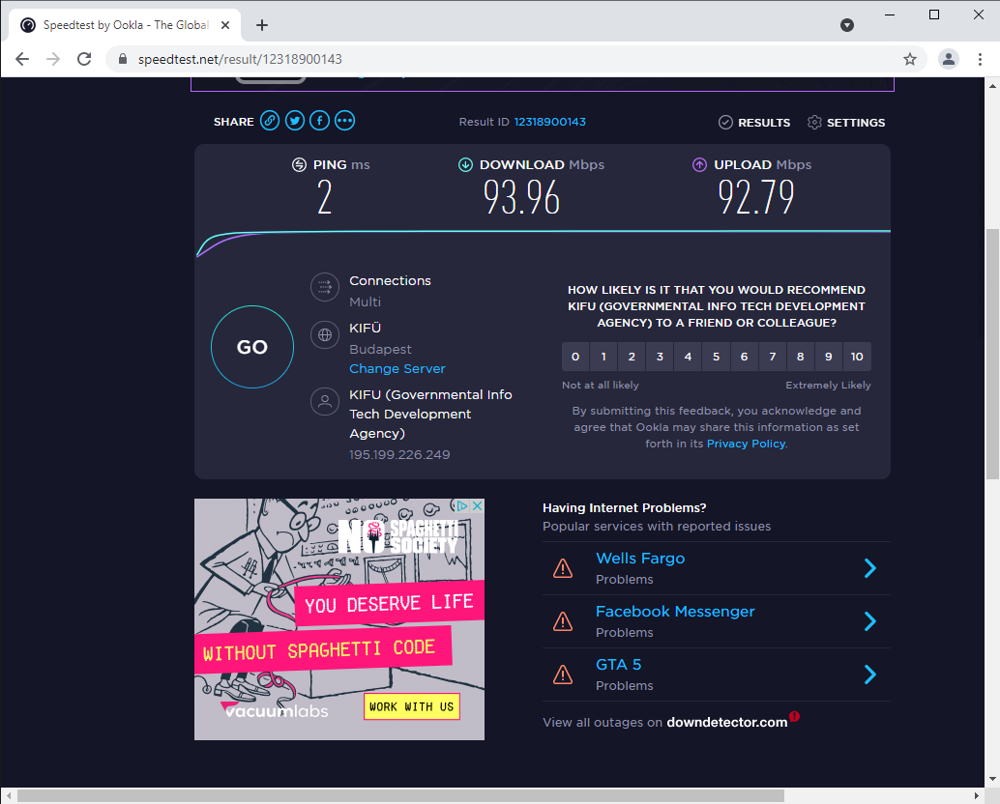 Speedtest by Ookla - The Global
speedtest.net/result/12318900143
SHARE
Result ID 12318900143
RESULTS
SETTINGS
PING ms
2
DOWNLOAD Mbps
93.96
UPLOAD Mbps
92.79
GO
Connections
Multi
KIFÜ
Budapest
Change Server
KIFU (Governmental Info
Tech Development
Agency)
195.199.226.249
HOW LIKELY IS IT THAT YOU WOULD RECOMMEND
KIFU (GOVERNMENTAL INFO TECH DEVELOPMENT
AGENCY) TO A FRIEND OR COLLEAGUE?
0 1 2 3 4 5 6 7 8 9 10
Not at all likely
Extremely Likely
By submitting this feedback, you acknowledge and
agree that Ookla may share this information as set
forth in its Privacy Policy.
NO SPAGHETTI
SOCIETY
YOU DESERVE LIFE
WITHOUT SPAGHETTI CODE
vacuumlabs
WORK WITH US
Having Internet Problems?
Popular services with reported issues
Wells Fargo
Problems
Facebook Messenger
Problems
GTA 5
Problems
View all outages on downdetector.com